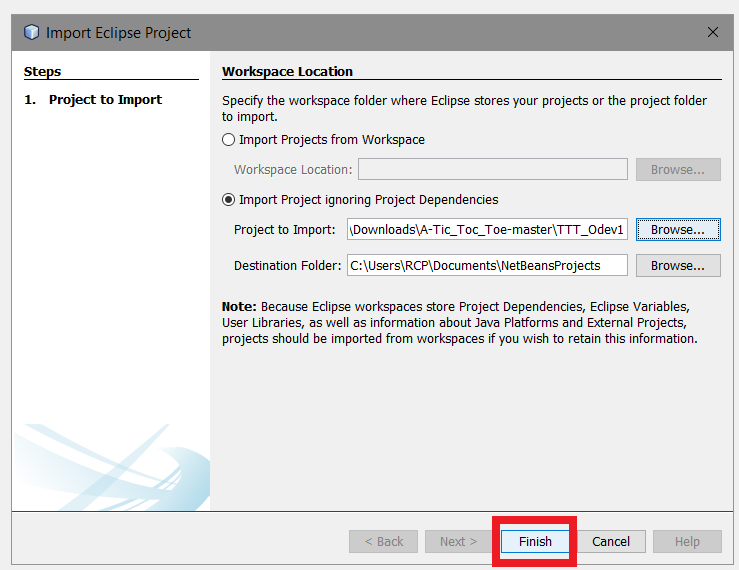 Import Eclipse Project
Steps
1. Project to Import
Workspace Location
Specify the workspace folder where Eclipse stores your projects or the project folder
to import.
Import Projects from Workspace
Workspace Location:
Browse...
Import Project ignoring Project Dependencies
Project to Import: \Downloads\A-Tic_Toc_Toe-master\TTT_Odev1 Browse...
Destination Folder: C:\Users\RCP\Documents\NetBeansProjects Browse...
Note: Because Eclipse workspaces store Project Dependencies, Eclipse Variables,
User Libraries, as well as information about Java Platforms and External Projects,
projects should be imported from workspaces if you wish to retain this information.
< Back Next > Finish Cancel Help